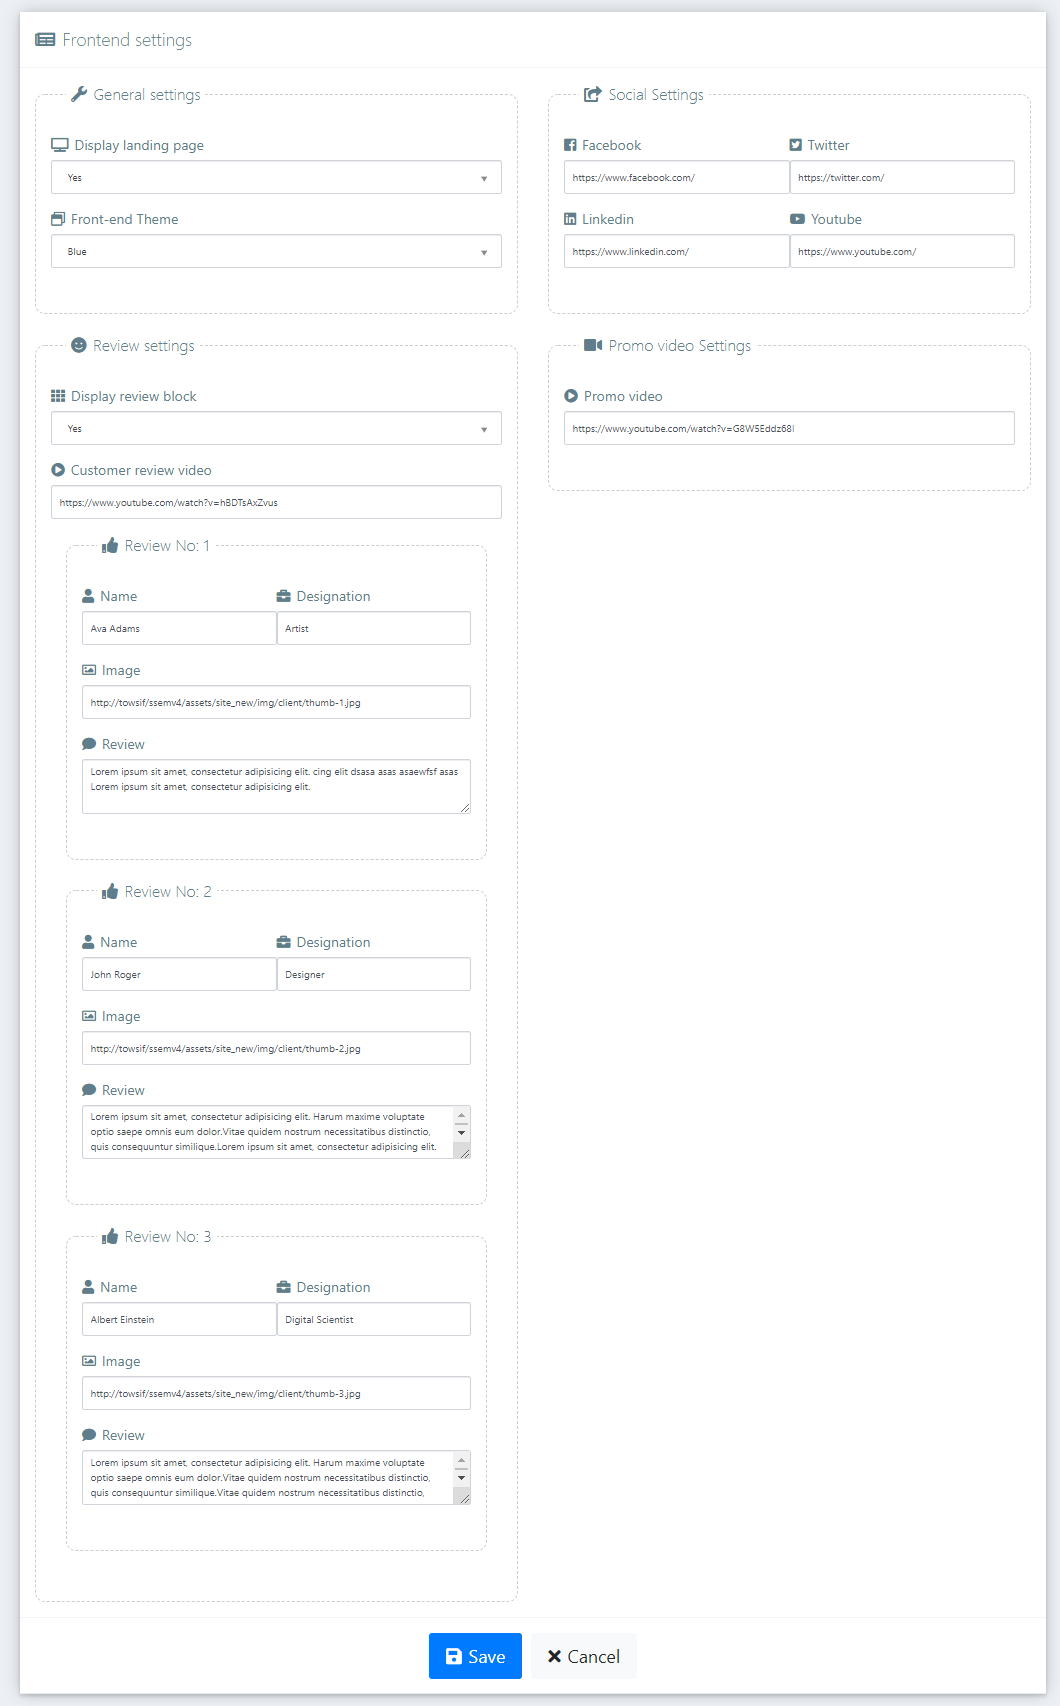 Frontend settings
General settings
Display landing page
Yes
Front-end Theme
Blue
Social Settings
Facebook
Twitter
https://www.facebook.com/
https://twitter.com/
Linkedin
Youtube
https://www.linkedin.com/
https://www.youtube.com/
Review settings
Display review block
Yes
Customer review video
https://www.youtube.com/watch?v=hBDTsAxZvus
Promo video Settings
Promo video
https://www.youtube.com/watch?v=G8W5Eddz68I
Review No: 1
Name
Designation
Ava Adams
Artist
Image
http://towsif/ssemv4/assets/site_new/img/client/thumb-1.jpg
Review
Lorem ipsum sit amet, consectetur adipisicing elit. cing elit dsasa asas asaewfsf asas
Lorem ipsum sit amet, consectetur adipisicing elit.
Review No: 2
Name
Designation
John Roger
Designer
Image
http://towsif/ssemv4/assets/site_new/img/client/thumb-2.jpg
Review
Lorem ipsum sit amet, consectetur adipisicing elit. Harum maxime voluptate
optio saepe omnis eum dolor.Vitae quidem nostrum necessitatibus distinctio,
quis consequuntur similique.Lorem ipsum sit amet, consectetur adipisicing elit.
Review No: 3
Name
Designation
Albert Einstein
Digital Scientist
Image
http://towsif/ssemv4/assets/site_new/img/client/thumb-3.jpg
Review
Lorem ipsum sit amet, consectetur adipisicing elit. Harum maxime voluptate
optio saepe omnis eum dolor.Vitae quidem nostrum necessitatibus distinctio,
quis consequuntur similique.Vitae quidem nostrum necessitatibus distinctio,
Save
Cancel